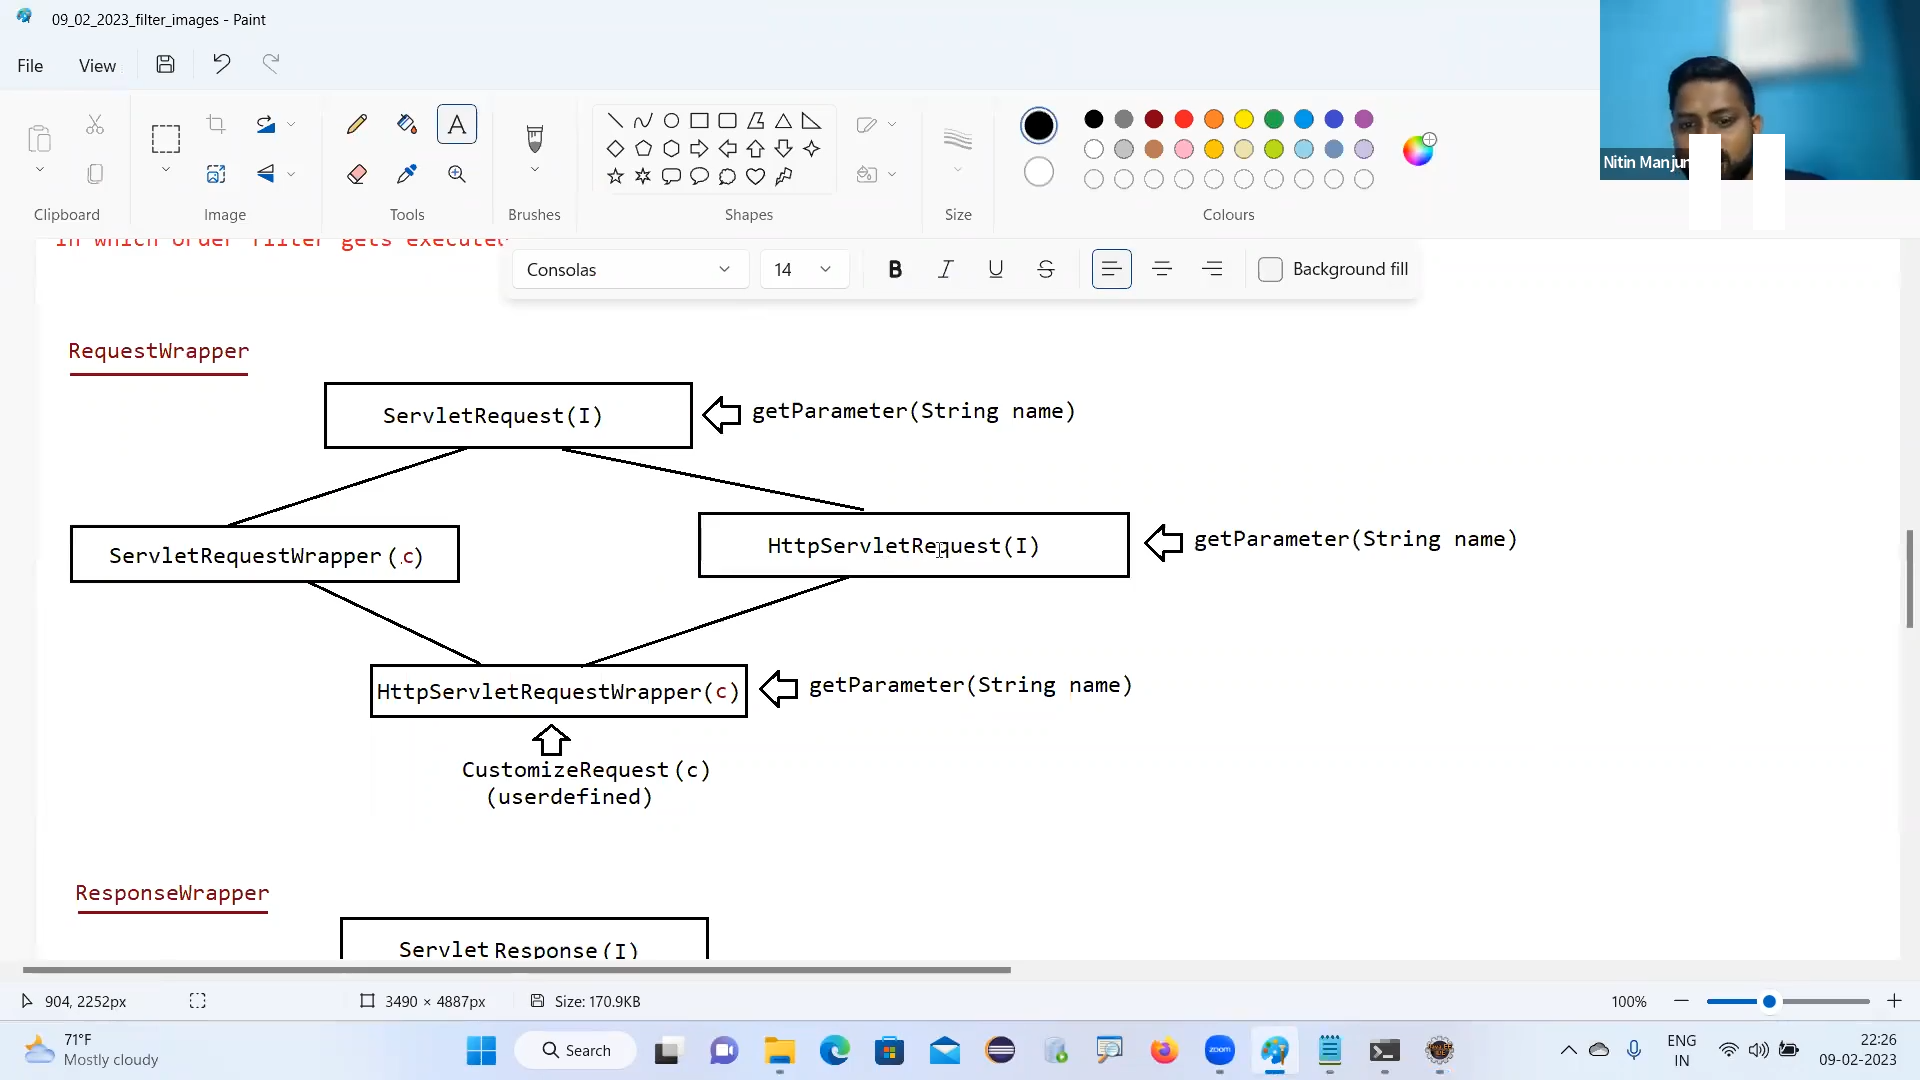 09_02_2023_filter_images - Paint
File View
Clipboard
Image
Tools
Brushes
Shapes
Size
Colours
Nitin Manjun
in which order filter gets executed
Consolas 14 B I U S Background fill
RequestWrapper
ServletRequest(I) getParameter(String name)
ServletRequestWrapper(.c) HttpServletRequest(I) getParameter(String name)
HttpServletRequestWrapper(c) getParameter(String name)
CustomizeRequest(c)
(userdefined)
ResponseWrapper
Servlet Response(I)
904, 2252px 3490 × 4887px Size: 170.9KB 100%
71°F
Mostly cloudy
Search
zoom
ENG
IN
22:26
09-02-2023